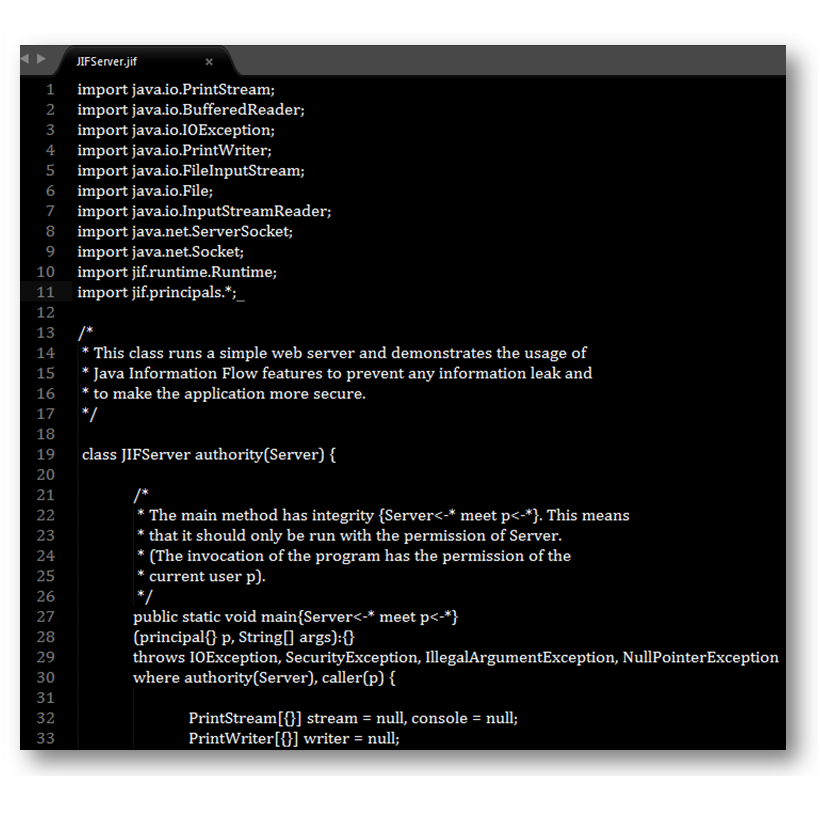 JIFServer.jif ×
1 import java.io.PrintStream;
2 import java.io.BufferedReader;
3 import java.io.IOException;
4 import java.io.PrintWriter;
5 import java.io.FileInputStream;
6 import java.io.File;
7 import java.io.InputStreamReader;
8 import java.net.ServerSocket;
9 import java.net.Socket;
10 import jif.runtime.Runtime;
11 import jif.principals.*;_
12
13 /*
14 * This class runs a simple web server and demonstrates the usage of
15 * Java Information Flow features to prevent any information leak and
16 * to make the application more secure.
17 */
18
19 class JIFServer authority(Server) {
20
21 /*
22 * The main method has integrity {Server<-* meet p<-*}. This means
23 * that it should only be run with the permission of Server.
24 * (The invocation of the program has the permission of the
25 * current user p).
26 */
27 public static void main{Server<-* meet p<-*}
28 (principal{} p, String[] args):{}
29 throws IOException, SecurityException, IllegalArgumentException, NullPointerException
30 where authority(Server), caller(p) {
31
32 PrintStream[{}] stream = null, console = null;
33 PrintWriter[{}] writer = null;